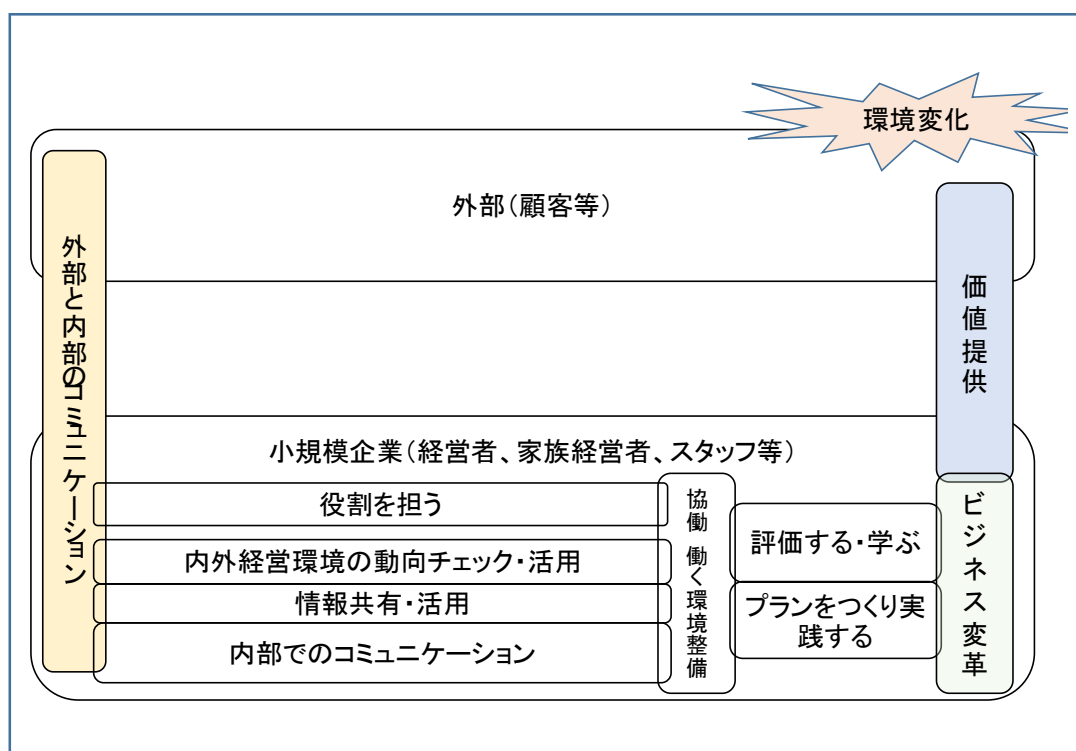 環境変化
外部（顧客等）
外部と内部のコミュニケーション
価値提供
小規模企業（経営者、家族経営者、スタッフ等）
役割を担う
内外経営環境の動向チェック・活用
情報共有・活用
内部でのコミュニケーション
協働 働く環境整備
評価する・学ぶ
プランをつくり実
践する
ビジネス変革